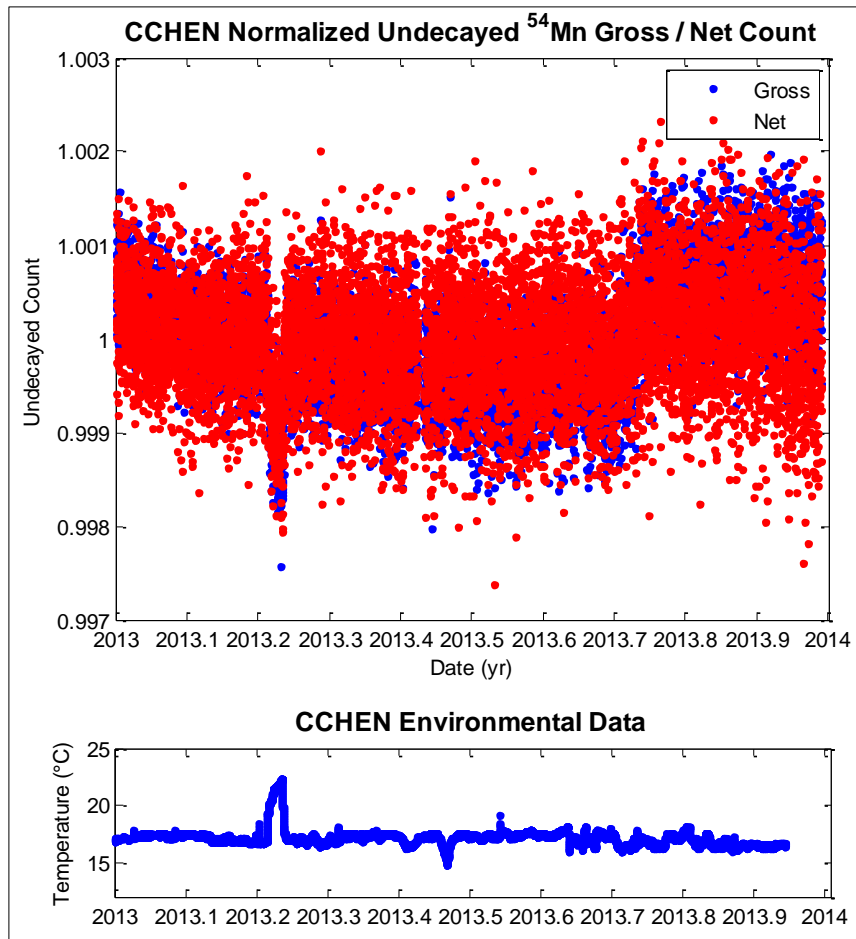 CCHEN Normalized Undecayed ⁵⁴Mn Gross / Net Count
1.003
1.002
1.001
1
0.999
0.998
0.997
Undecayed Count
Gross
Net
2013 2013.1 2013.2 2013.3 2013.4 2013.5 2013.6 2013.7 2013.8 2013.9 2014
Date (yr)
CCHEN Environmental Data
25
20
15
Temperature (°C)
2013 2013.1 2013.2 2013.3 2013.4 2013.5 2013.6 2013.7 2013.8 2013.9 2014